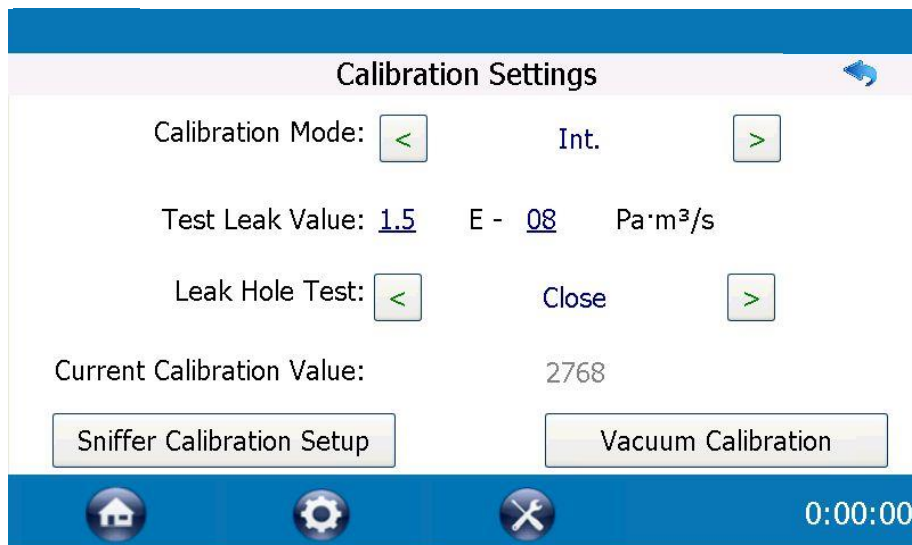 Calibration Settings
Calibration Mode: < Int. >
Test Leak Value: 1.5 E - 08 Pa·m³/s
Leak Hole Test: < Close >
Current Calibration Value: 2768
Sniffer Calibration Setup Vacuum Calibration
0:00:00